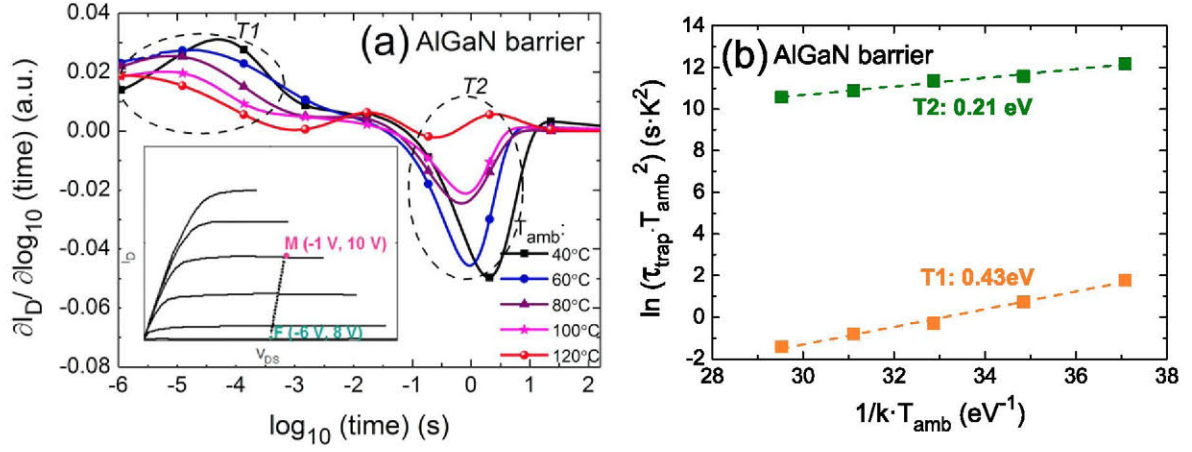 T1
(a) AlGaN barrier
T2
∂I_D/ ∂log₁₀ (time) (a.u.)
0.04
0.02
0.00
-0.02
-0.04
-0.06
-0.08
I_D
M (-1 V, 10 V)
F (-6 V, 8 V)
V_DS
T_amb:
40°C
60°C
80°C
100°C
120°C
-6 -5 -4 -3 -2 -1 0 1 2
log₁₀ (time) (s)
(b) AlGaN barrier
T2: 0.21 eV
T1: 0.43eV
ln (τ_trap·T_amb²) (s·K²)
14
12
10
8
6
4
2
0
-2
28 30 32 34 36 38
1/k·T_amb (eV⁻¹)